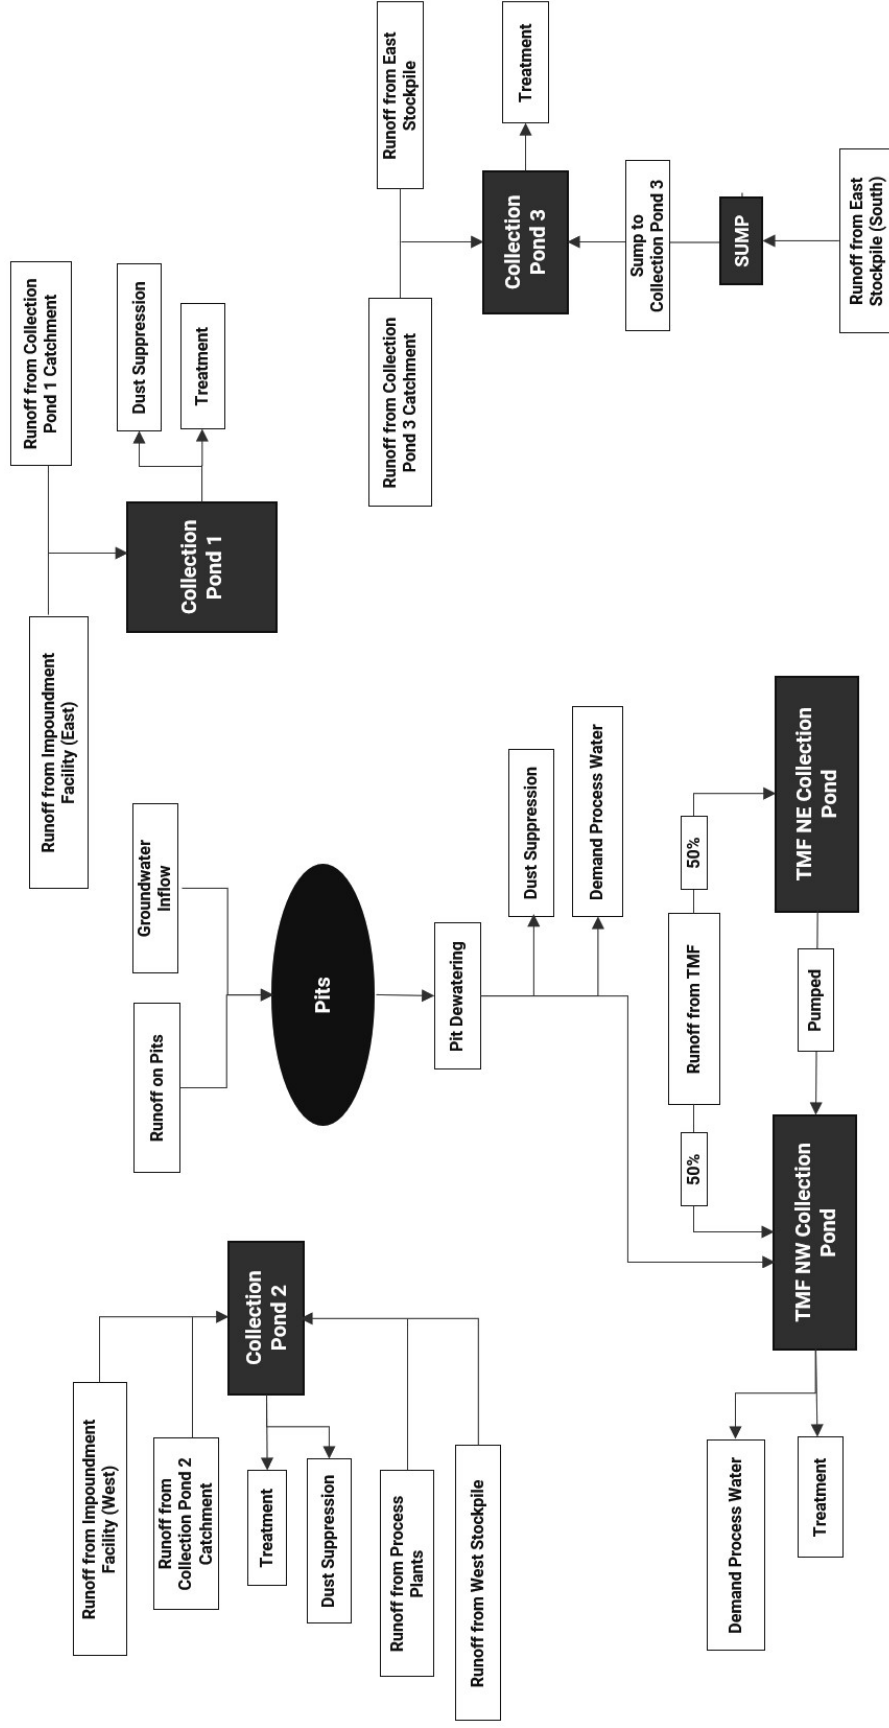 Runoff from Impoundment
Facility (West)
Runoff from
Collection Pond 2
Catchment
Treatment
Dust Suppression
Runoff from Process
Plants
Runoff from West Stockpile
Collection
Pond 2
Runoff on Pits
Groundwater
Inflow
Pits
Pit Dewatering
Dust Suppression
Demand Process Water
Runoff from Impoundment
Facility (East)
Runoff from Collection
Pond 1 Catchment
Collection
Pond 1
Dust Suppression
Treatment
Runoff from Collection
Pond 3 Catchment
Runoff from East
Stockpile
Collection
Pond 3
Treatment
Sump to
Collection Pond 3
SUMP
Runoff from East
Stockpile (South)
50%
Runoff from TMF
50%
Demand Process Water
Treatment
TMF NW Collection
Pond
Pumped
TMF NE Collection
Pond